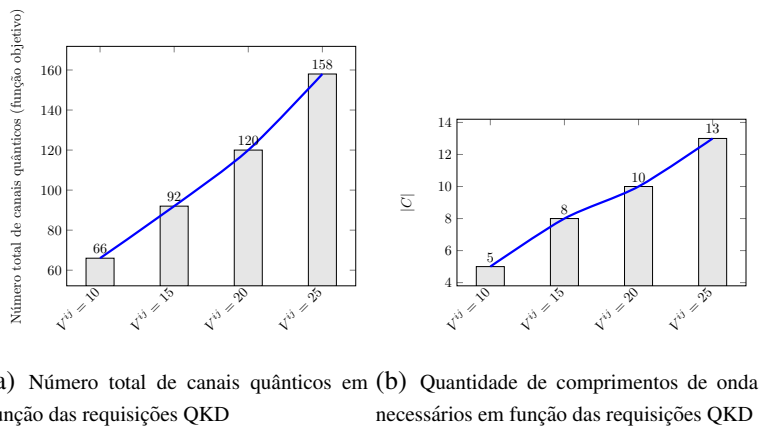 Número total de canais quânticos (função objetivo)
160
140
120
100
80
60
66
92
120
158
V^{ij} = 10
V^{ij} = 15
V^{ij} = 20
V^{ij} = 25
|C|
14
12
10
8
6
4
5
8
10
13
V^{ij} = 10
V^{ij} = 15
V^{ij} = 20
V^{ij} = 25
) Número total de canais quânticos em
unção das requisições QKD
(b) Quantidade de comprimentos de onda
necessários em função das requisições QKD